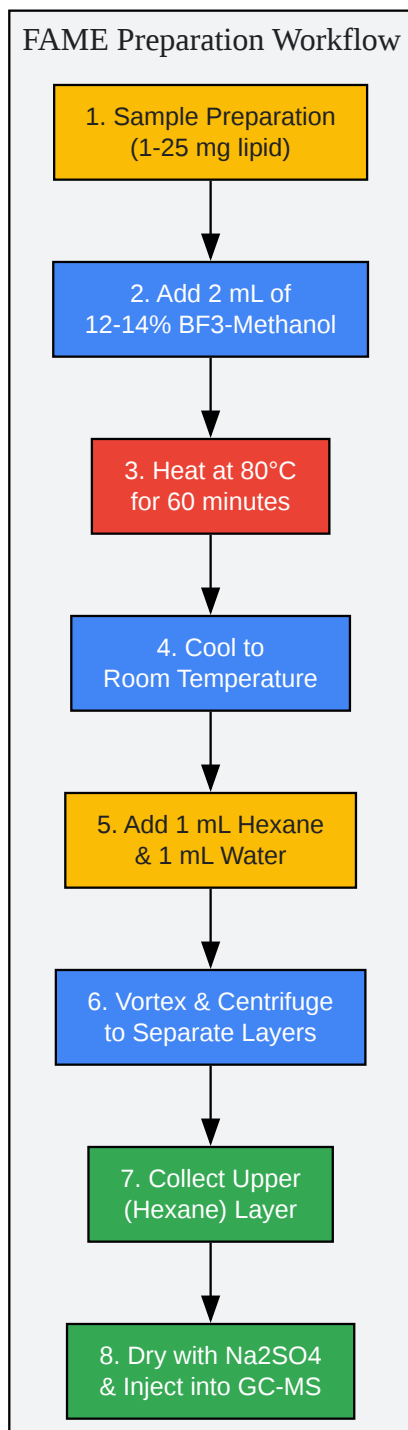 FAME Preparation Workflow
1. Sample Preparation
(1-25 mg lipid)
2. Add 2 mL of
12-14% BF3-Methanol
3. Heat at 80°C
for 60 minutes
4. Cool to
Room Temperature
5. Add 1 mL Hexane
& 1 mL Water
6. Vortex & Centrifuge
to Separate Layers
7. Collect Upper
(Hexane) Layer
8. Dry with Na2SO4
& Inject into GC-MS